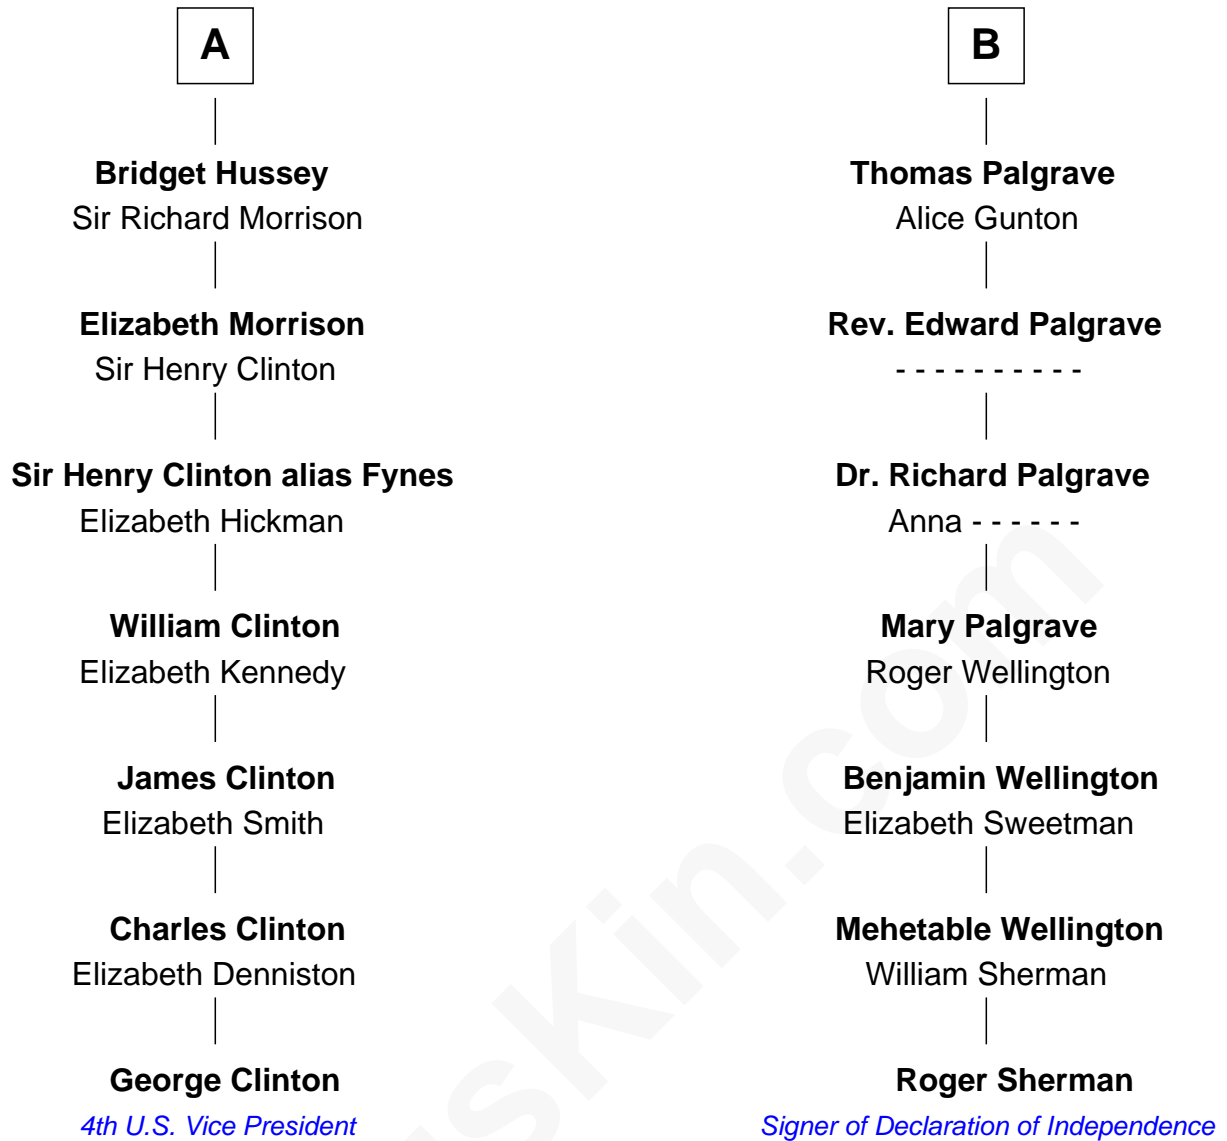 A
Bridget Hussey
Sir Richard Morrison
Elizabeth Morrison
Sir Henry Clinton
Sir Henry Clinton alias Fynes
Elizabeth Hickman
William Clinton
Elizabeth Kennedy
James Clinton
Elizabeth Smith
Charles Clinton
Elizabeth Denniston
George Clinton
4th U.S. Vice President
B
Thomas Palgrave
Alice Gunton
Rev. Edward Palgrave
- - - - - - - - - -
Dr. Richard Palgrave
Anna - - - - - -
Mary Palgrave
Roger Wellington
Benjamin Wellington
Elizabeth Sweetman
Mehetable Wellington
William Sherman
Roger Sherman
Signer of Declaration of Independence